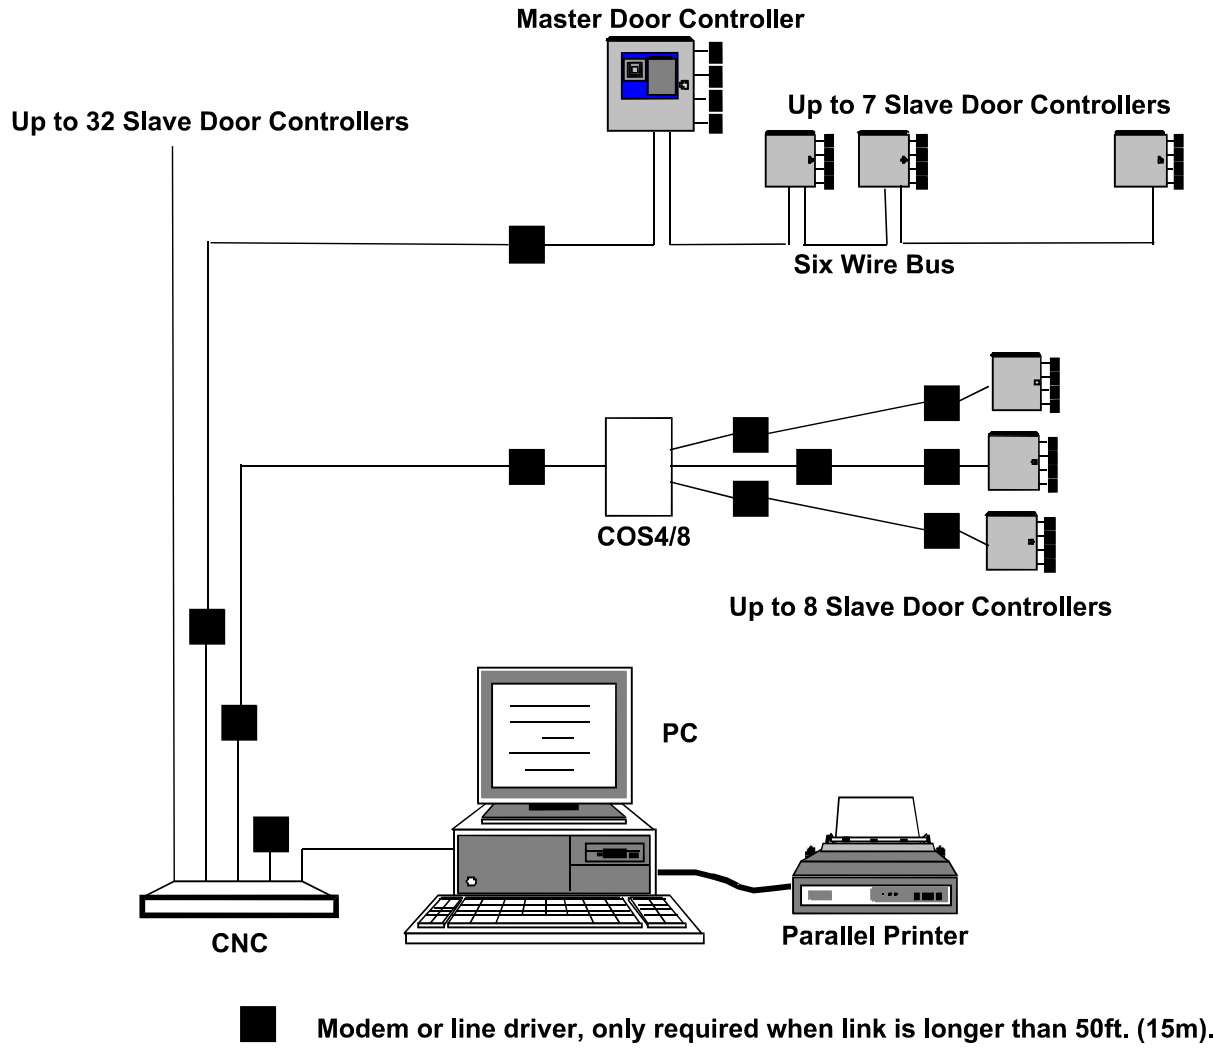 Master Door Controller
Up to 32 Slave Door Controllers
Up to 7 Slave Door Controllers
Six Wire Bus
COS4/8
Up to 8 Slave Door Controllers
PC
CNC
Parallel Printer
Modem or line driver, only required when link is longer than 50ft. (15m).